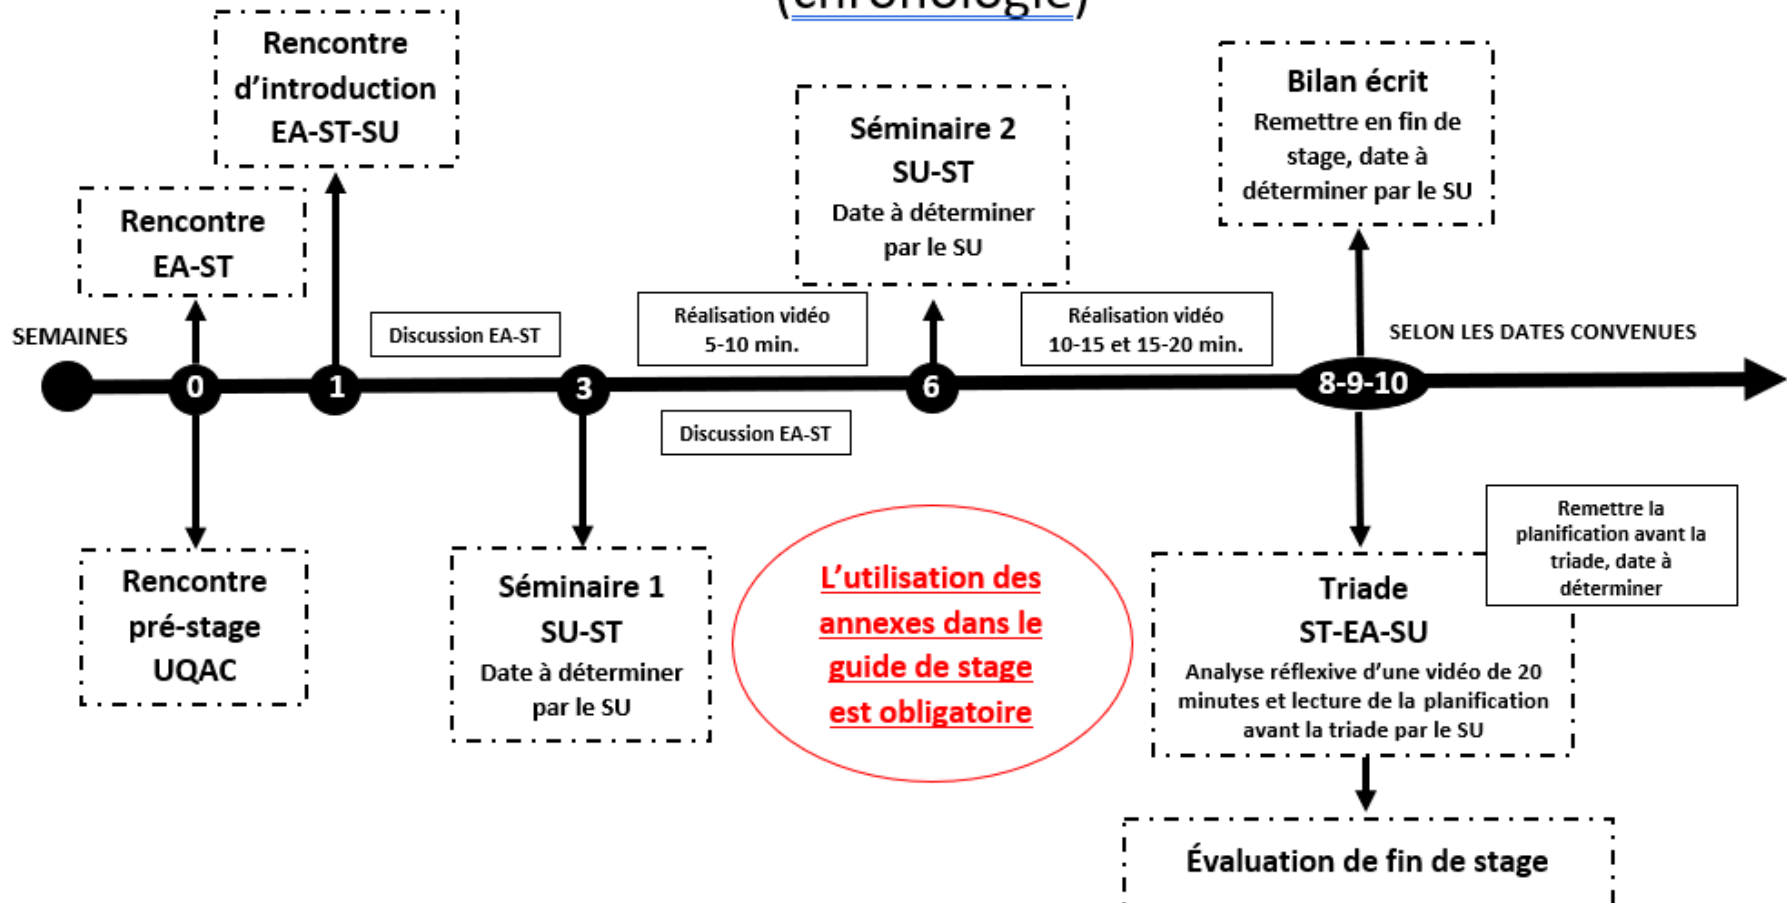 (chronologie)
Rencontre
d’introduction
EA-ST-SU
Rencontre
EA-ST
Séminaire 2
SU-ST
Date à déterminer
par le SU
Bilan écrit
Remettre en fin de
stage, date à
déterminer par le SU
SEMAINES
Discussion EA-ST
Réalisation vidéo
5-10 min.
Réalisation vidéo
10-15 et 15-20 min.
SELON LES DATES CONVENUES
0
1
3
6
8-9-10
Discussion EA-ST
Rencontre
pré-stage
UQAC
Séminaire 1
SU-ST
Date à déterminer
par le SU
L’utilisation des
annexes dans le
guide de stage
est obligatoire
Remettre la
planification avant la
triade, date à
déterminer
Triade
ST-EA-SU
Analyse réflexive d’une vidéo de 20
minutes et lecture de la planification
avant la triade par le SU
Évaluation de fin de stage